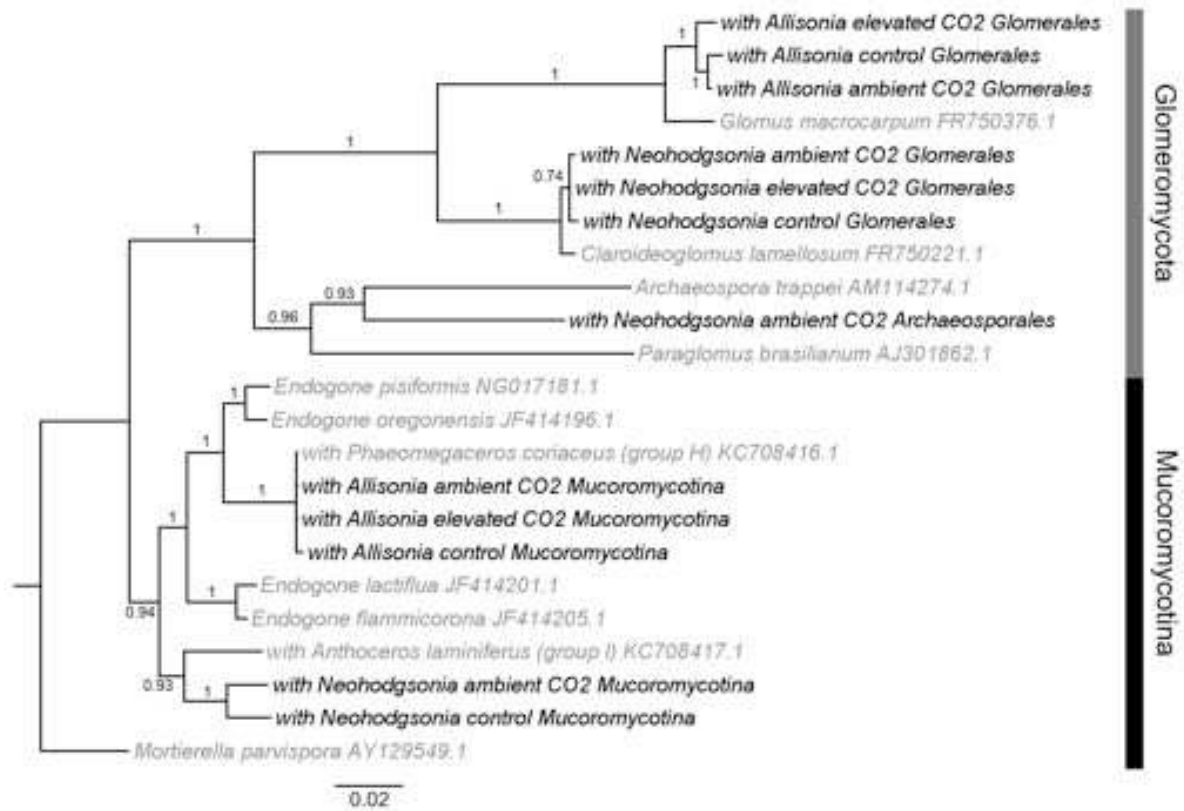 with Allisonia elevated CO2 Glomerales
1
with Allisonia control Glomerales
1
with Allisonia ambient CO2 Glomerales
1
Glomus macrocarpum FR750376.1
1
with Neohodgsonia ambient CO2 Glomerales
0.74
with Neohodgsonia elevated CO2 Glomerales
1
with Neohodgsonia control Glomerales
1
Claroideoglomus lamellosum FR750221.1
Archaeospora trappei AM114274.1
0.93
0.96
with Neohodgsonia ambient CO2 Archaeosporales
Paraglomus brasilianum AJ301862.1
Endogone pisiformis NG017181.1
1
Endogone oregonensis JF414196.1
1
with Phaeomegaceros coriaceus (group H) KC708416.1
with Allisonia ambient CO2 Mucoromycotina
1
with Allisonia elevated CO2 Mucoromycotina
1
with Allisonia control Mucoromycotina
Endogone lactiflua JF414201.1
1
0.94
Endogone flammicorona JF414205.1
with Anthoceros laminiferus (group I) KC708417.1
0.93
with Neohodgsonia ambient CO2 Mucoromycotina
1
with Neohodgsonia control Mucoromycotina
Mortierella parvispora AY129549.1
0.02
Glomeromycota
Mucoromycotina